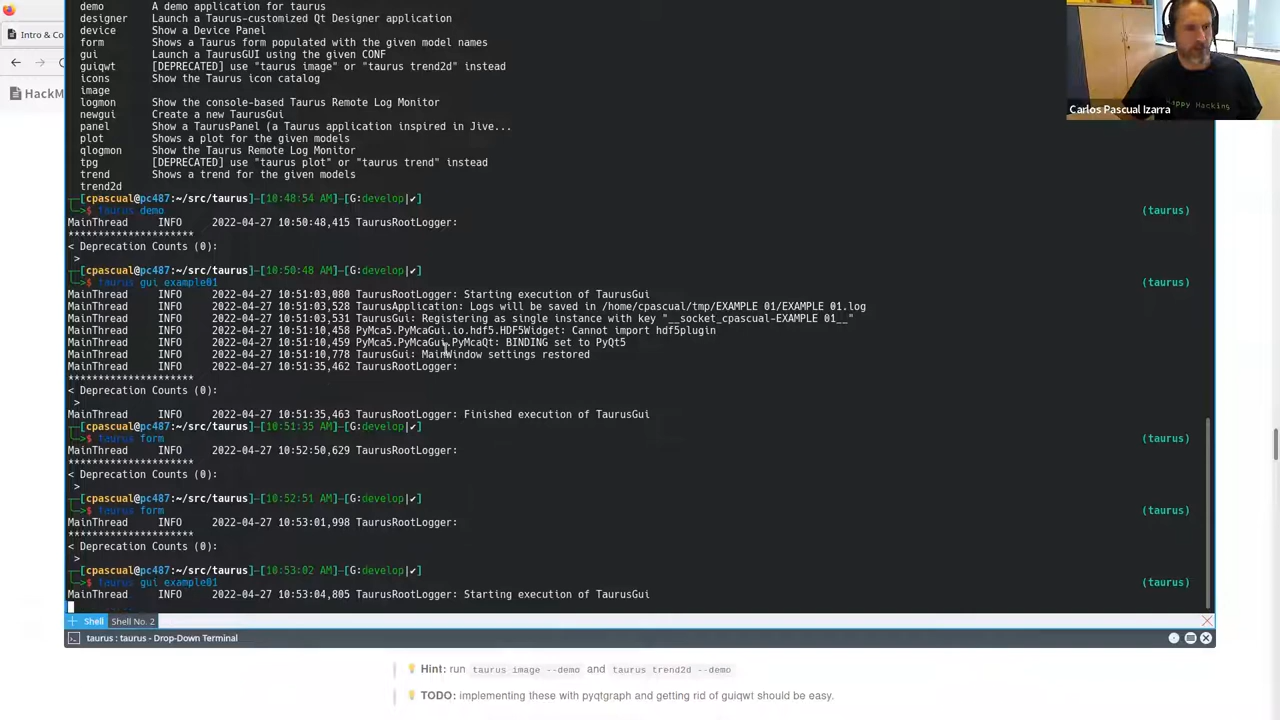 demo        A demo application for taurus
designer    Launch a Taurus-customized Qt Designer application
device      Show a Device Panel
form        Shows a Taurus form populated with the given model names
gui         Launch a TaurusGUI using the given CONF
guiqwt      [DEPRECATED] use "taurus image" or "taurus trend2d" instead
icons       Show the Taurus icon catalog
image
logmon      Show the console-based Taurus Remote Log Monitor
newgui      Create a new TaurusGui
panel       Show a TaurusPanel (a Taurus application inspired in Jive...
plot        Shows a plot for the given models
qlogmon     Show the Taurus Remote Log Monitor
tpg         [DEPRECATED] use "taurus plot" or "taurus trend" instead
trend       Shows a trend for the given models
trend2d
[cpascual@pc487:~/src/taurus]-[10:48:54 AM]-[G:develop|✔]
$ taurus demo (taurus)
MainThread     INFO     2022-04-27 10:50:48,415 TaurusRootLogger:
*********************
< Deprecation Counts (0):
>
[cpascual@pc487:~/src/taurus]-[10:50:48 AM]-[G:develop|✔]
$ taurus gui example01 (taurus)
MainThread     INFO     2022-04-27 10:51:03,080 TaurusRootLogger: Starting execution of TaurusGui
MainThread     INFO     2022-04-27 10:51:03,528 TaurusApplication: Logs will be saved in /home/cpascual/tmp/EXAMPLE_01/EXAMPLE_01.log
MainThread     INFO     2022-04-27 10:51:03,531 TaurusGui: Registering as single instance with key "__socket_cpascual-EXAMPLE 01__"
MainThread     INFO     2022-04-27 10:51:10,458 PyMca5.PyMcaGui.io.hdf5.HDF5Widget: Cannot import hdf5plugin
MainThread     INFO     2022-04-27 10:51:10,459 PyMca5.PyMcaGui.PyMcaQt: BINDING set to PyQt5
MainThread     INFO     2022-04-27 10:51:10,778 TaurusGui: MainWindow settings restored
MainThread     INFO     2022-04-27 10:51:35,462 TaurusRootLogger:
*********************
< Deprecation Counts (0):
>
MainThread     INFO     2022-04-27 10:51:35,463 TaurusRootLogger: Finished execution of TaurusGui
[cpascual@pc487:~/src/taurus]-[10:51:35 AM]-[G:develop|✔]
$ taurus form (taurus)
MainThread     INFO     2022-04-27 10:52:50,629 TaurusRootLogger:
*********************
< Deprecation Counts (0):
>
[cpascual@pc487:~/src/taurus]-[10:52:51 AM]-[G:develop|✔]
$ taurus form (taurus)
MainThread     INFO     2022-04-27 10:53:01,998 TaurusRootLogger:
*********************
< Deprecation Counts (0):
>
[cpascual@pc487:~/src/taurus]-[10:53:02 AM]-[G:develop|✔]
$ taurus gui example01 (taurus)
MainThread     INFO     2022-04-27 10:53:04,805 TaurusRootLogger: Starting execution of TaurusGui
Shell Shell No. 2
taurus : taurus - Drop-Down Terminal
Hint: run taurus image --demo and taurus trend2d --demo
TODO: implementing these with pyqtgraph and getting rid of guiqwt should be easy.
Intro & Co
HackM
Happy Hacking
Carlos Pascual Izarra